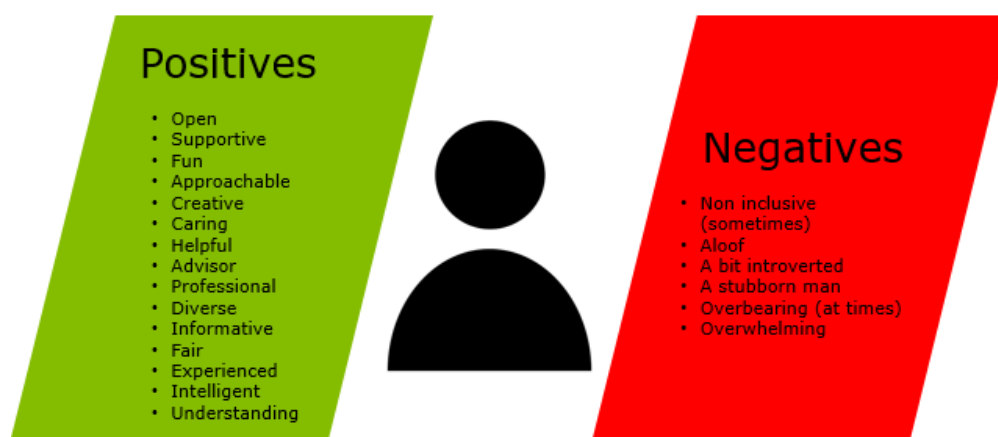 Positives
• Open
• Supportive
• Fun
• Approachable
• Creative
• Caring
• Helpful
• Advisor
• Professional
• Diverse
• Informative
• Fair
• Experienced
• Intelligent
• Understanding
Negatives
• Non inclusive
(sometimes)
• Aloof
• A bit introverted
• A stubborn man
• Overbearing (at times)
• Overwhelming